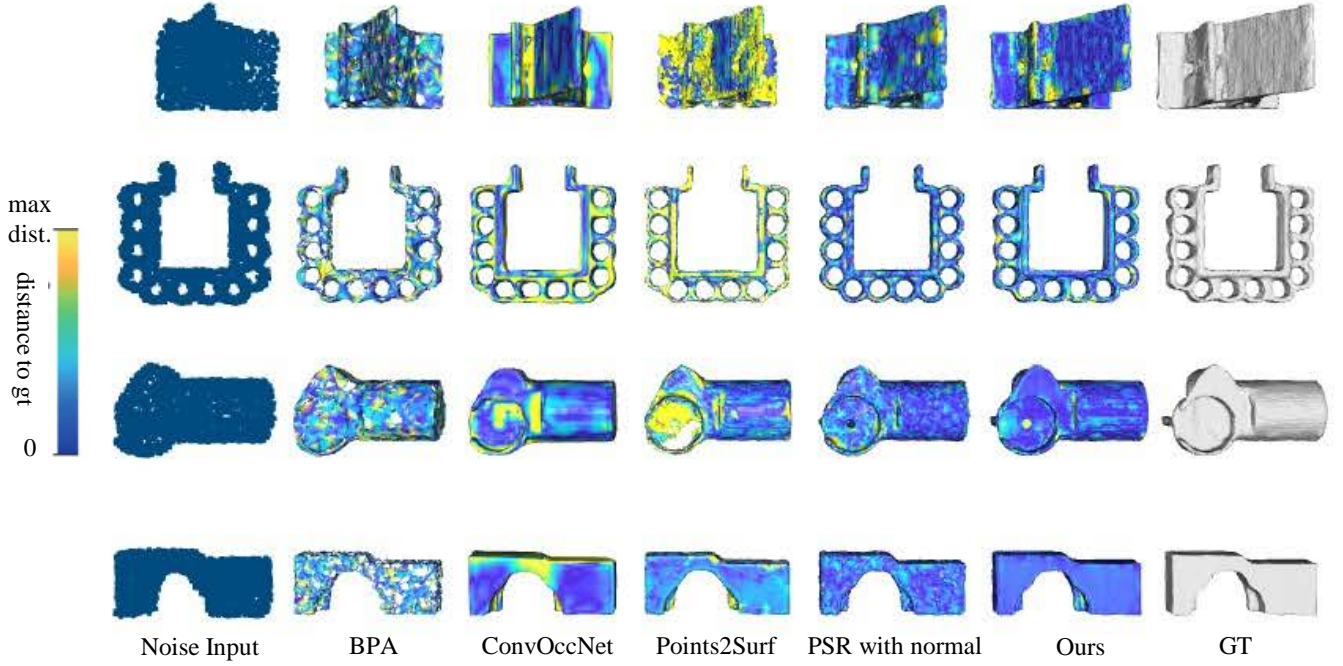 max
dist.
distance to gt
0
Noise Input
BPA
ConvOccNet
Points2Surf
PSR with normal
Ours
GT